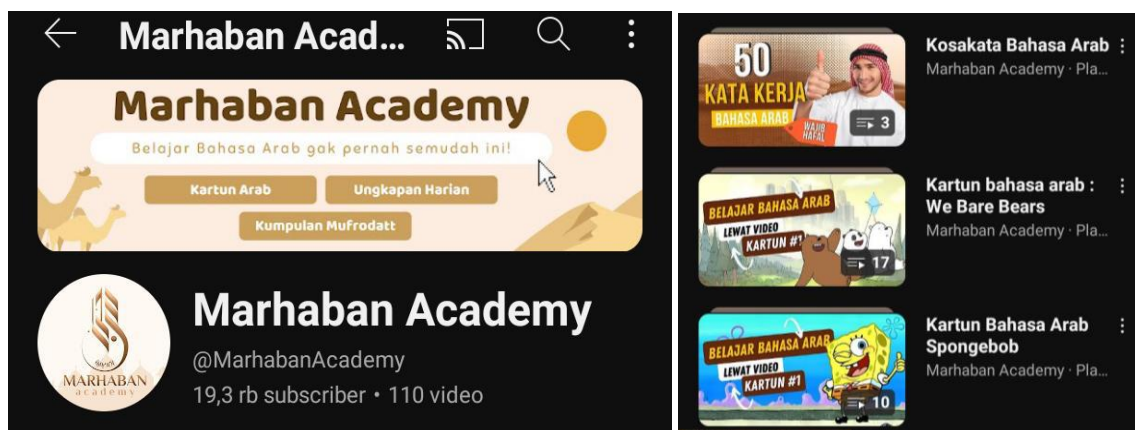 Marhaban Acad...
Marhaban Academy
Belajar Bahasa Arab gak pernah semudah ini!
Kartun Arab
Ungkapan Harian
Kumpulan Mufrodatt
MARHABAN
academy
Marhaban Academy
@MarhabanAcademy
19,3 rb subscriber • 110 video
50
KATA KERJA
BAHASA ARAB
WAJIB
HAFAL
3
Kosakata Bahasa Arab
Marhaban Academy · Pla...
BELAJAR BAHASA ARAB
LEWAT VIDEO
KARTUN #1
17
Kartun bahasa arab :
We Bare Bears
Marhaban Academy · Pla...
BELAJAR BAHASA ARAB
LEWAT VIDEO
KARTUN #1
10
Kartun Bahasa Arab
Spongebob
Marhaban Academy · Pla...